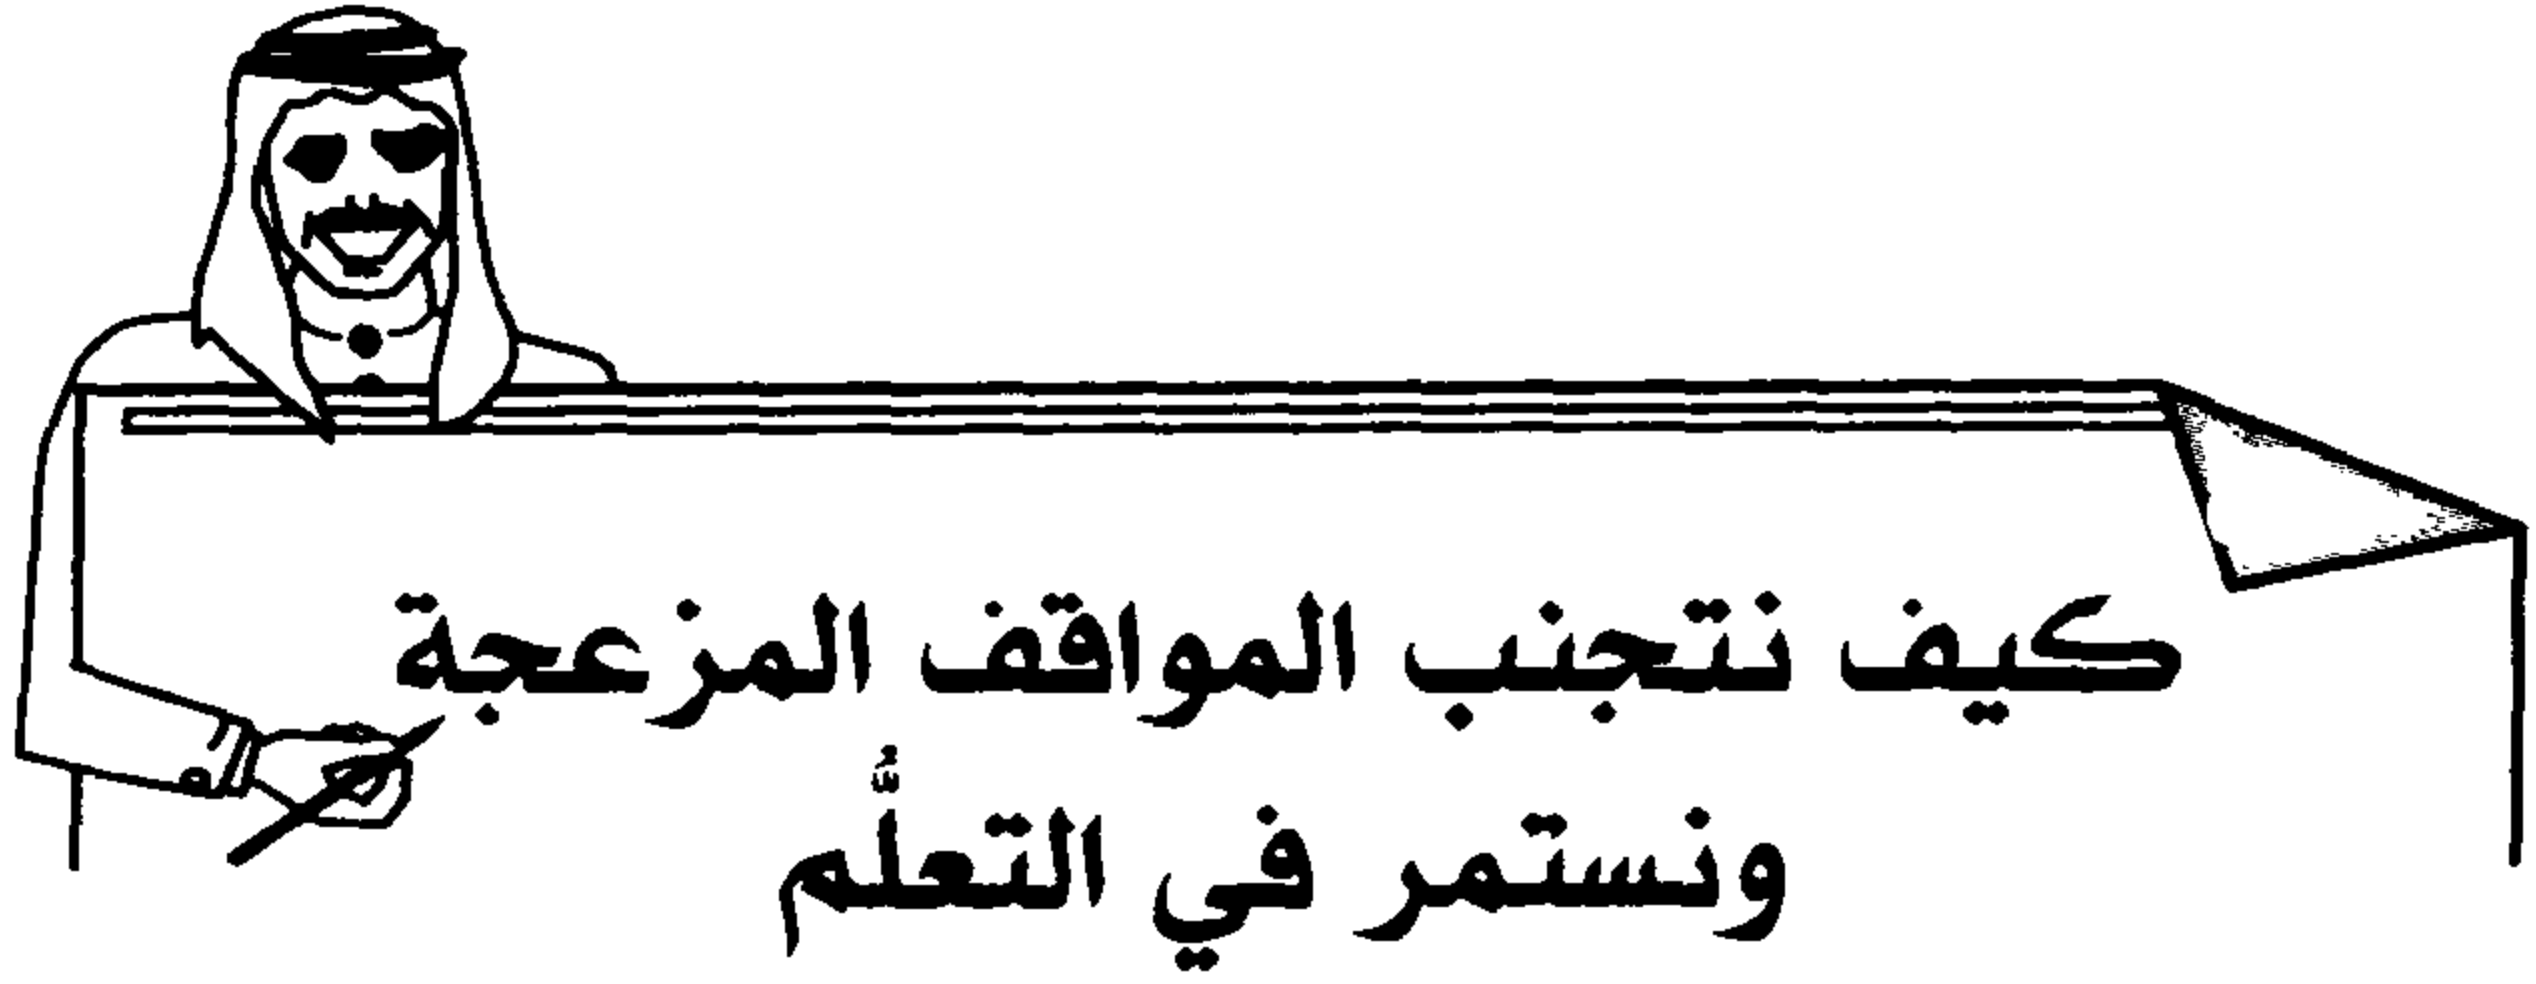 كيف نتجنب المواقف المزعجة
ونستمر في التعلُّم